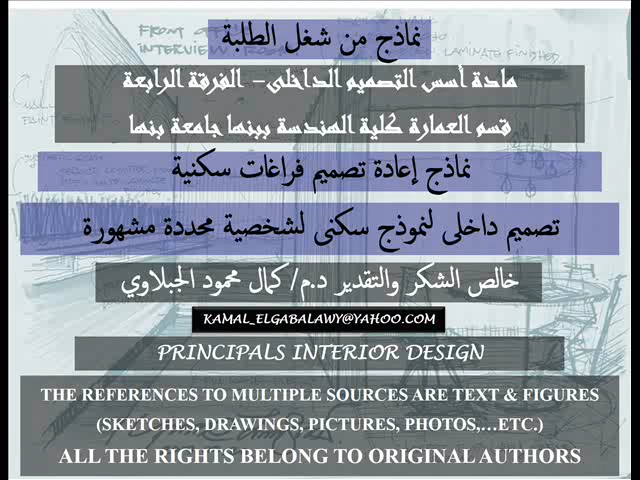 نماذج من شغل الطلبة
مادة أسس التصميم الداخلى- الفرقة الرابعة
قسم العمارة كلية الهندسة ببنها جامعة بنها
نماذج إعادة تصميم فراغات سكنية
تصميم داخلى لنموذج سكنى لشخصية محددة مشهورة
خالص الشكر والتقدير د.م/ كمال محمود الجبلاوي
KAMAL_ELGABALAWY@YAHOO.COM
PRINCIPALS INTERIOR DESIGN
THE REFERENCES TO MULTIPLE SOURCES ARE TEXT & FIGURES
(SKETCHES, DRAWINGS, PICTURES, PHOTOS,...ETC.)
ALL THE RIGHTS BELONG TO ORIGINAL AUTHORS